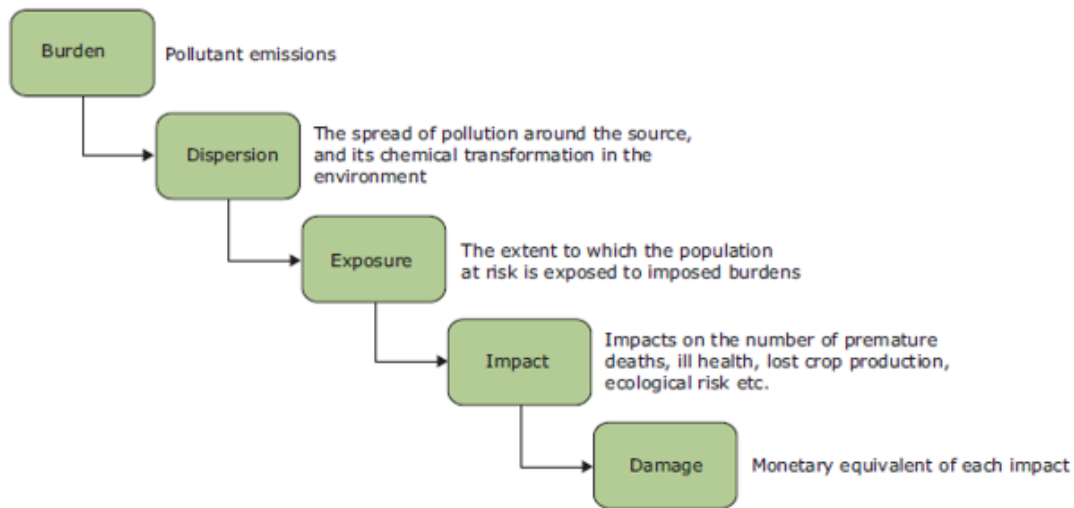 Burden
Pollutant emissions
Dispersion
The spread of pollution around the source,
and its chemical transformation in the
environment
Exposure
The extent to which the population
at risk is exposed to imposed burdens
Impact
Impacts on the number of premature
deaths, ill health, lost crop production,
ecological risk etc.
Damage
Monetary equivalent of each impact